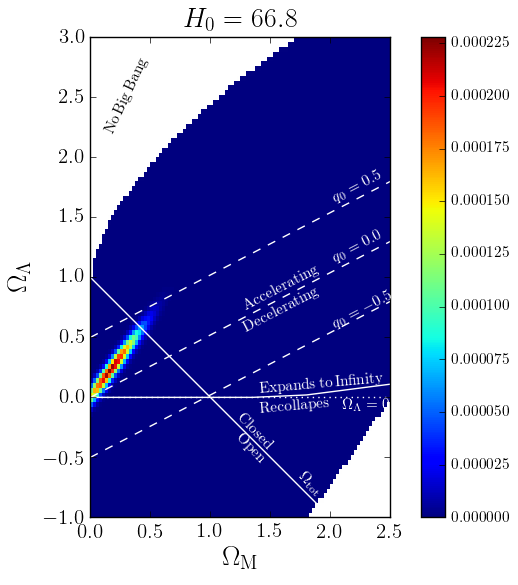 H₀ = 66.8
No Big Bang
q₀ = 0.5
q₀ = 0.0
Accelerating
Decelerating
q₀ = −0.5
Expands to Infinity
Recollapses
Ω_Λ = 0
Closed
Open
Ω_tot
3.0
2.5
2.0
1.5
1.0
0.5
0.0
−0.5
−1.0
Ω_Λ
0.0 0.5 1.0 1.5 2.0 2.5
Ω_M
0.000225
0.000200
0.000175
0.000150
0.000125
0.000100
0.000075
0.000050
0.000025
0.000000